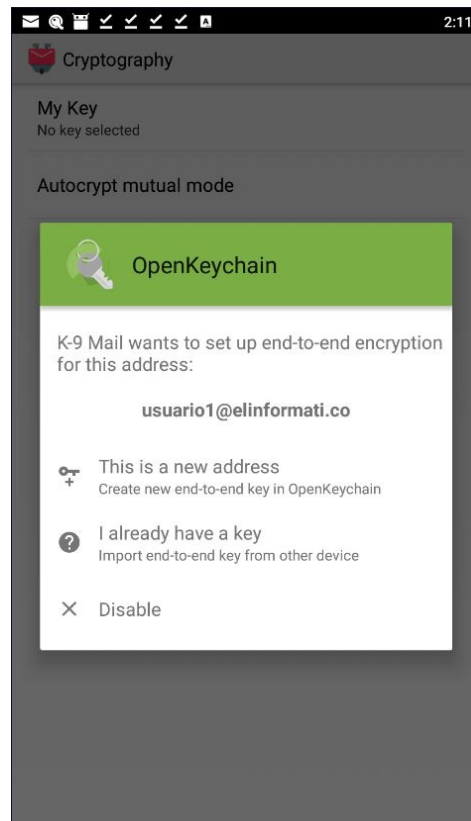 2:11
Cryptography
My Key
No key selected
Autocrypt mutual mode
OpenKeychain
K-9 Mail wants to set up end-to-end encryption
for this address:
usuario1@elinformati.co
This is a new address
Create new end-to-end key in OpenKeychain
I already have a key
Import end-to-end key from other device
Disable